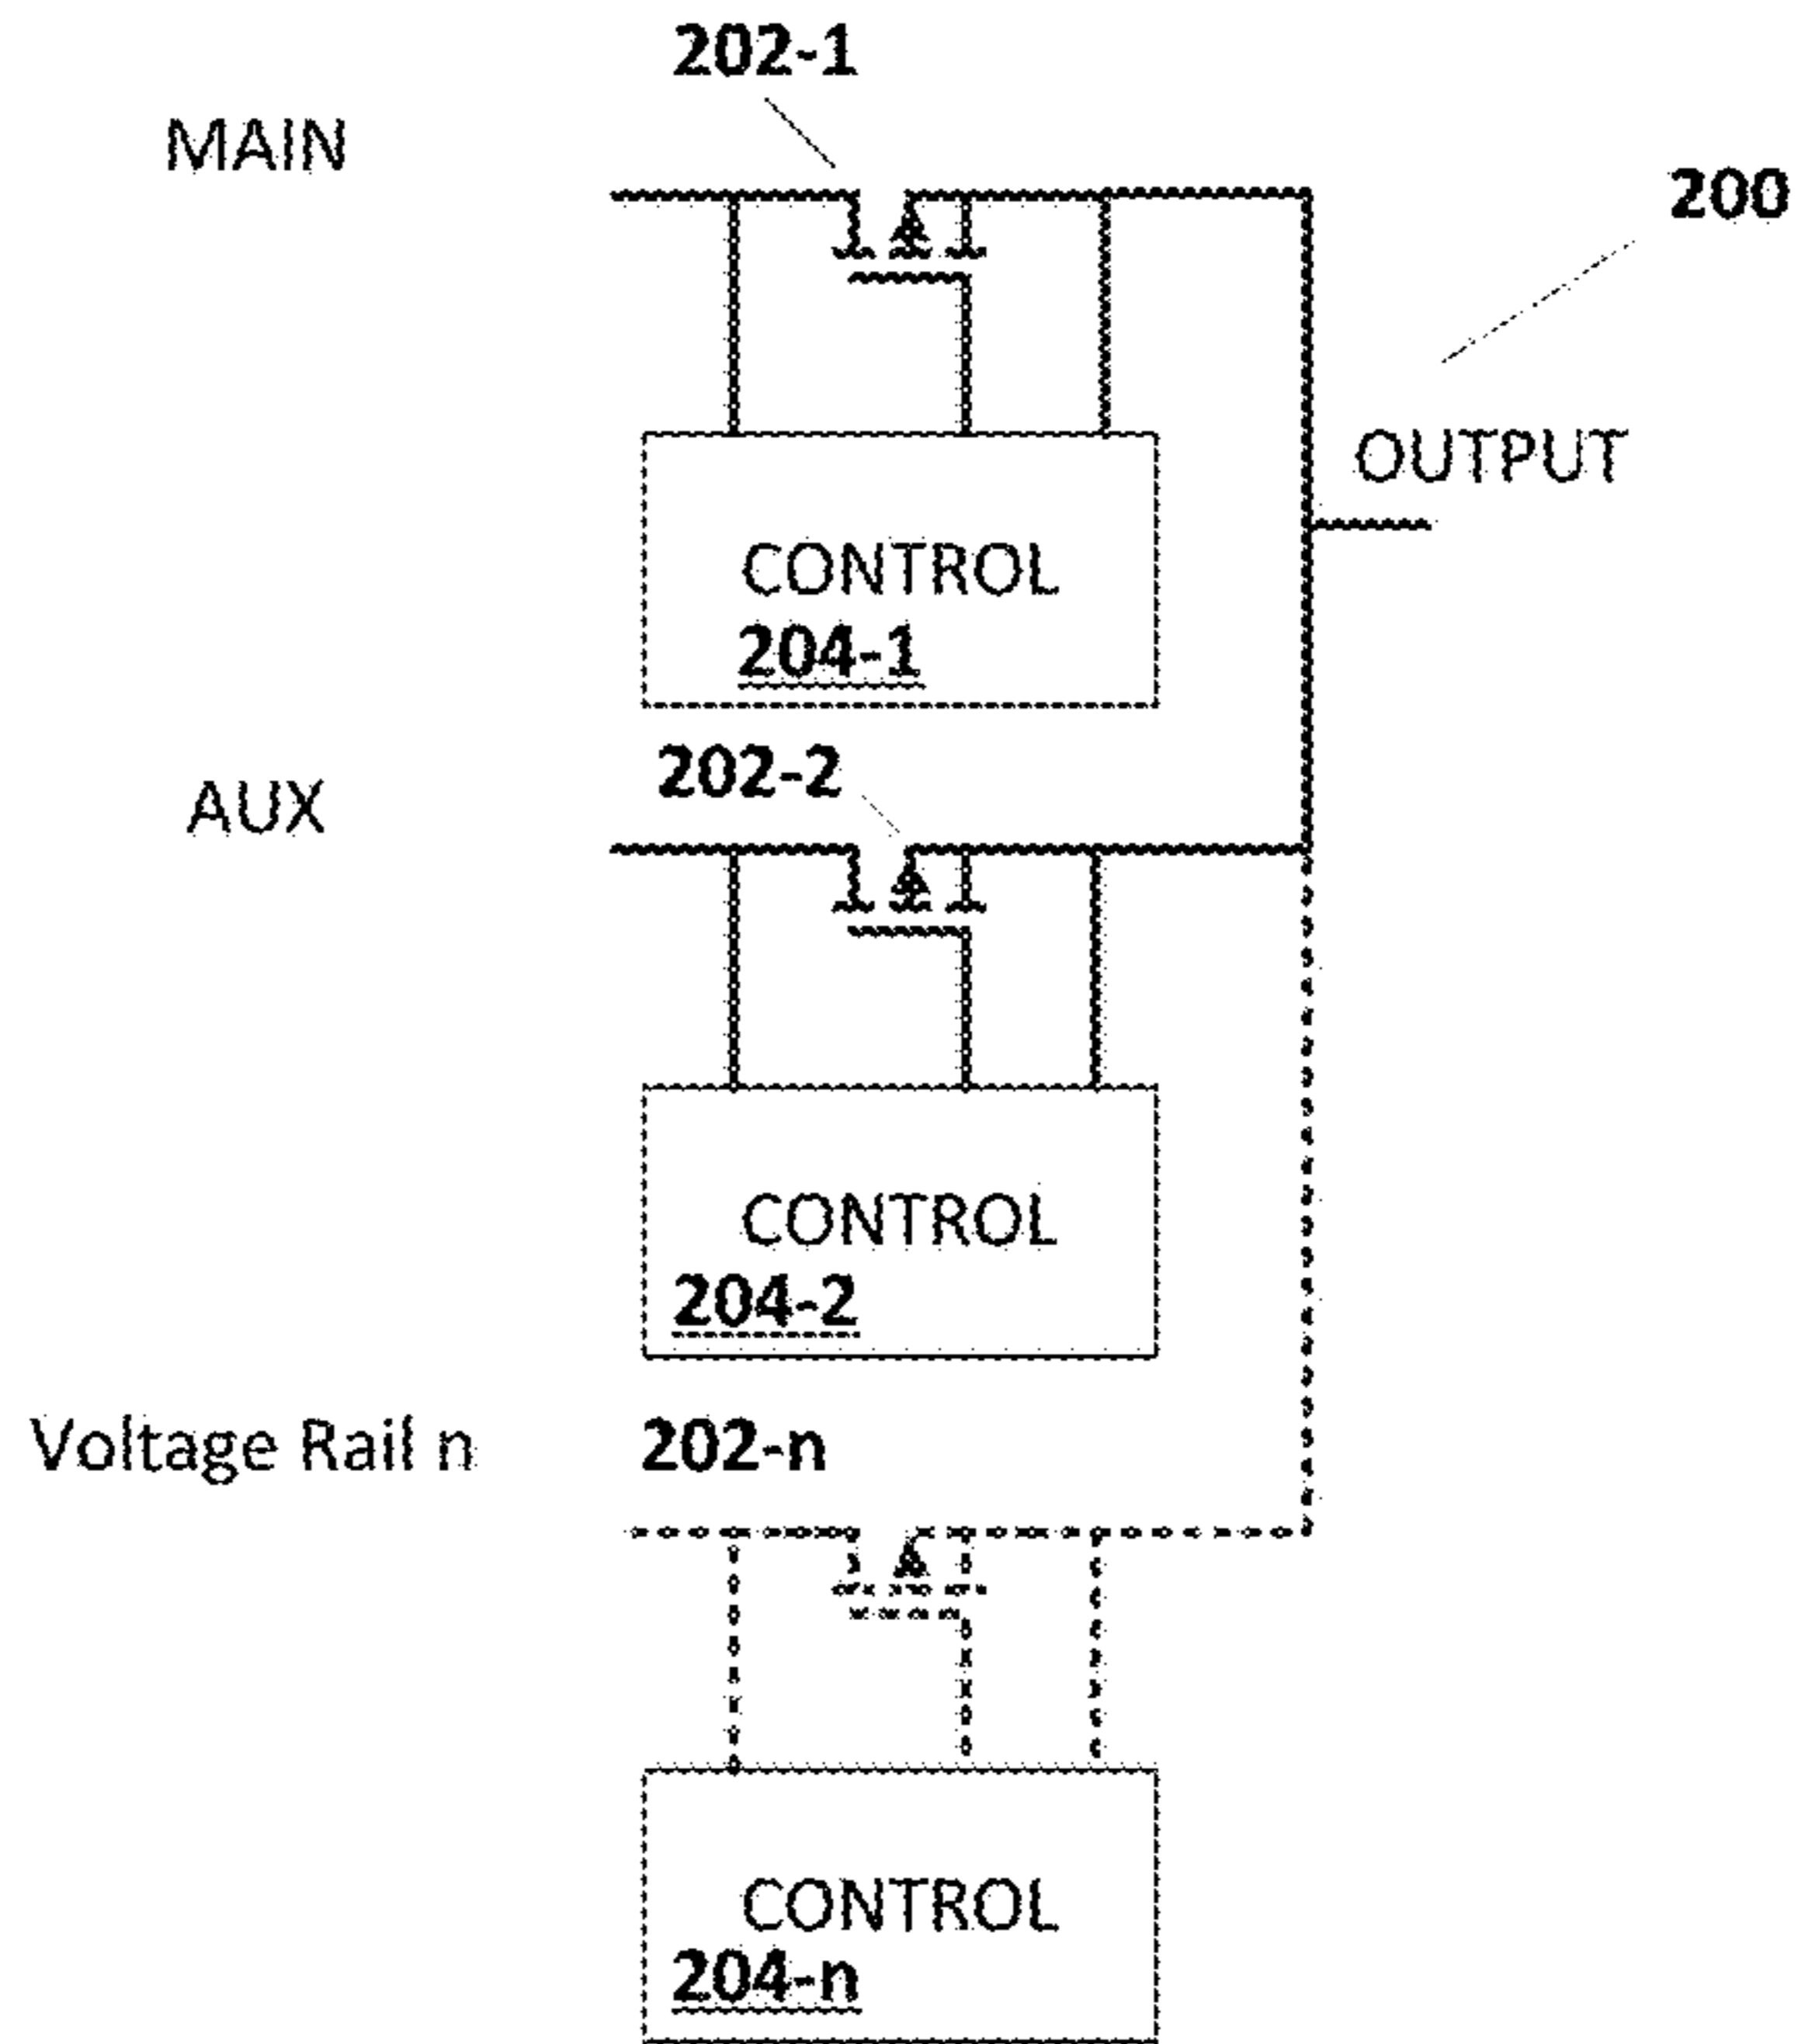 202-1
MAIN
200
OUTPUT
CONTROL
204-1
202-2
AUX
CONTROL
204-2
Voltage Rail n
202-n
CONTROL
204-n